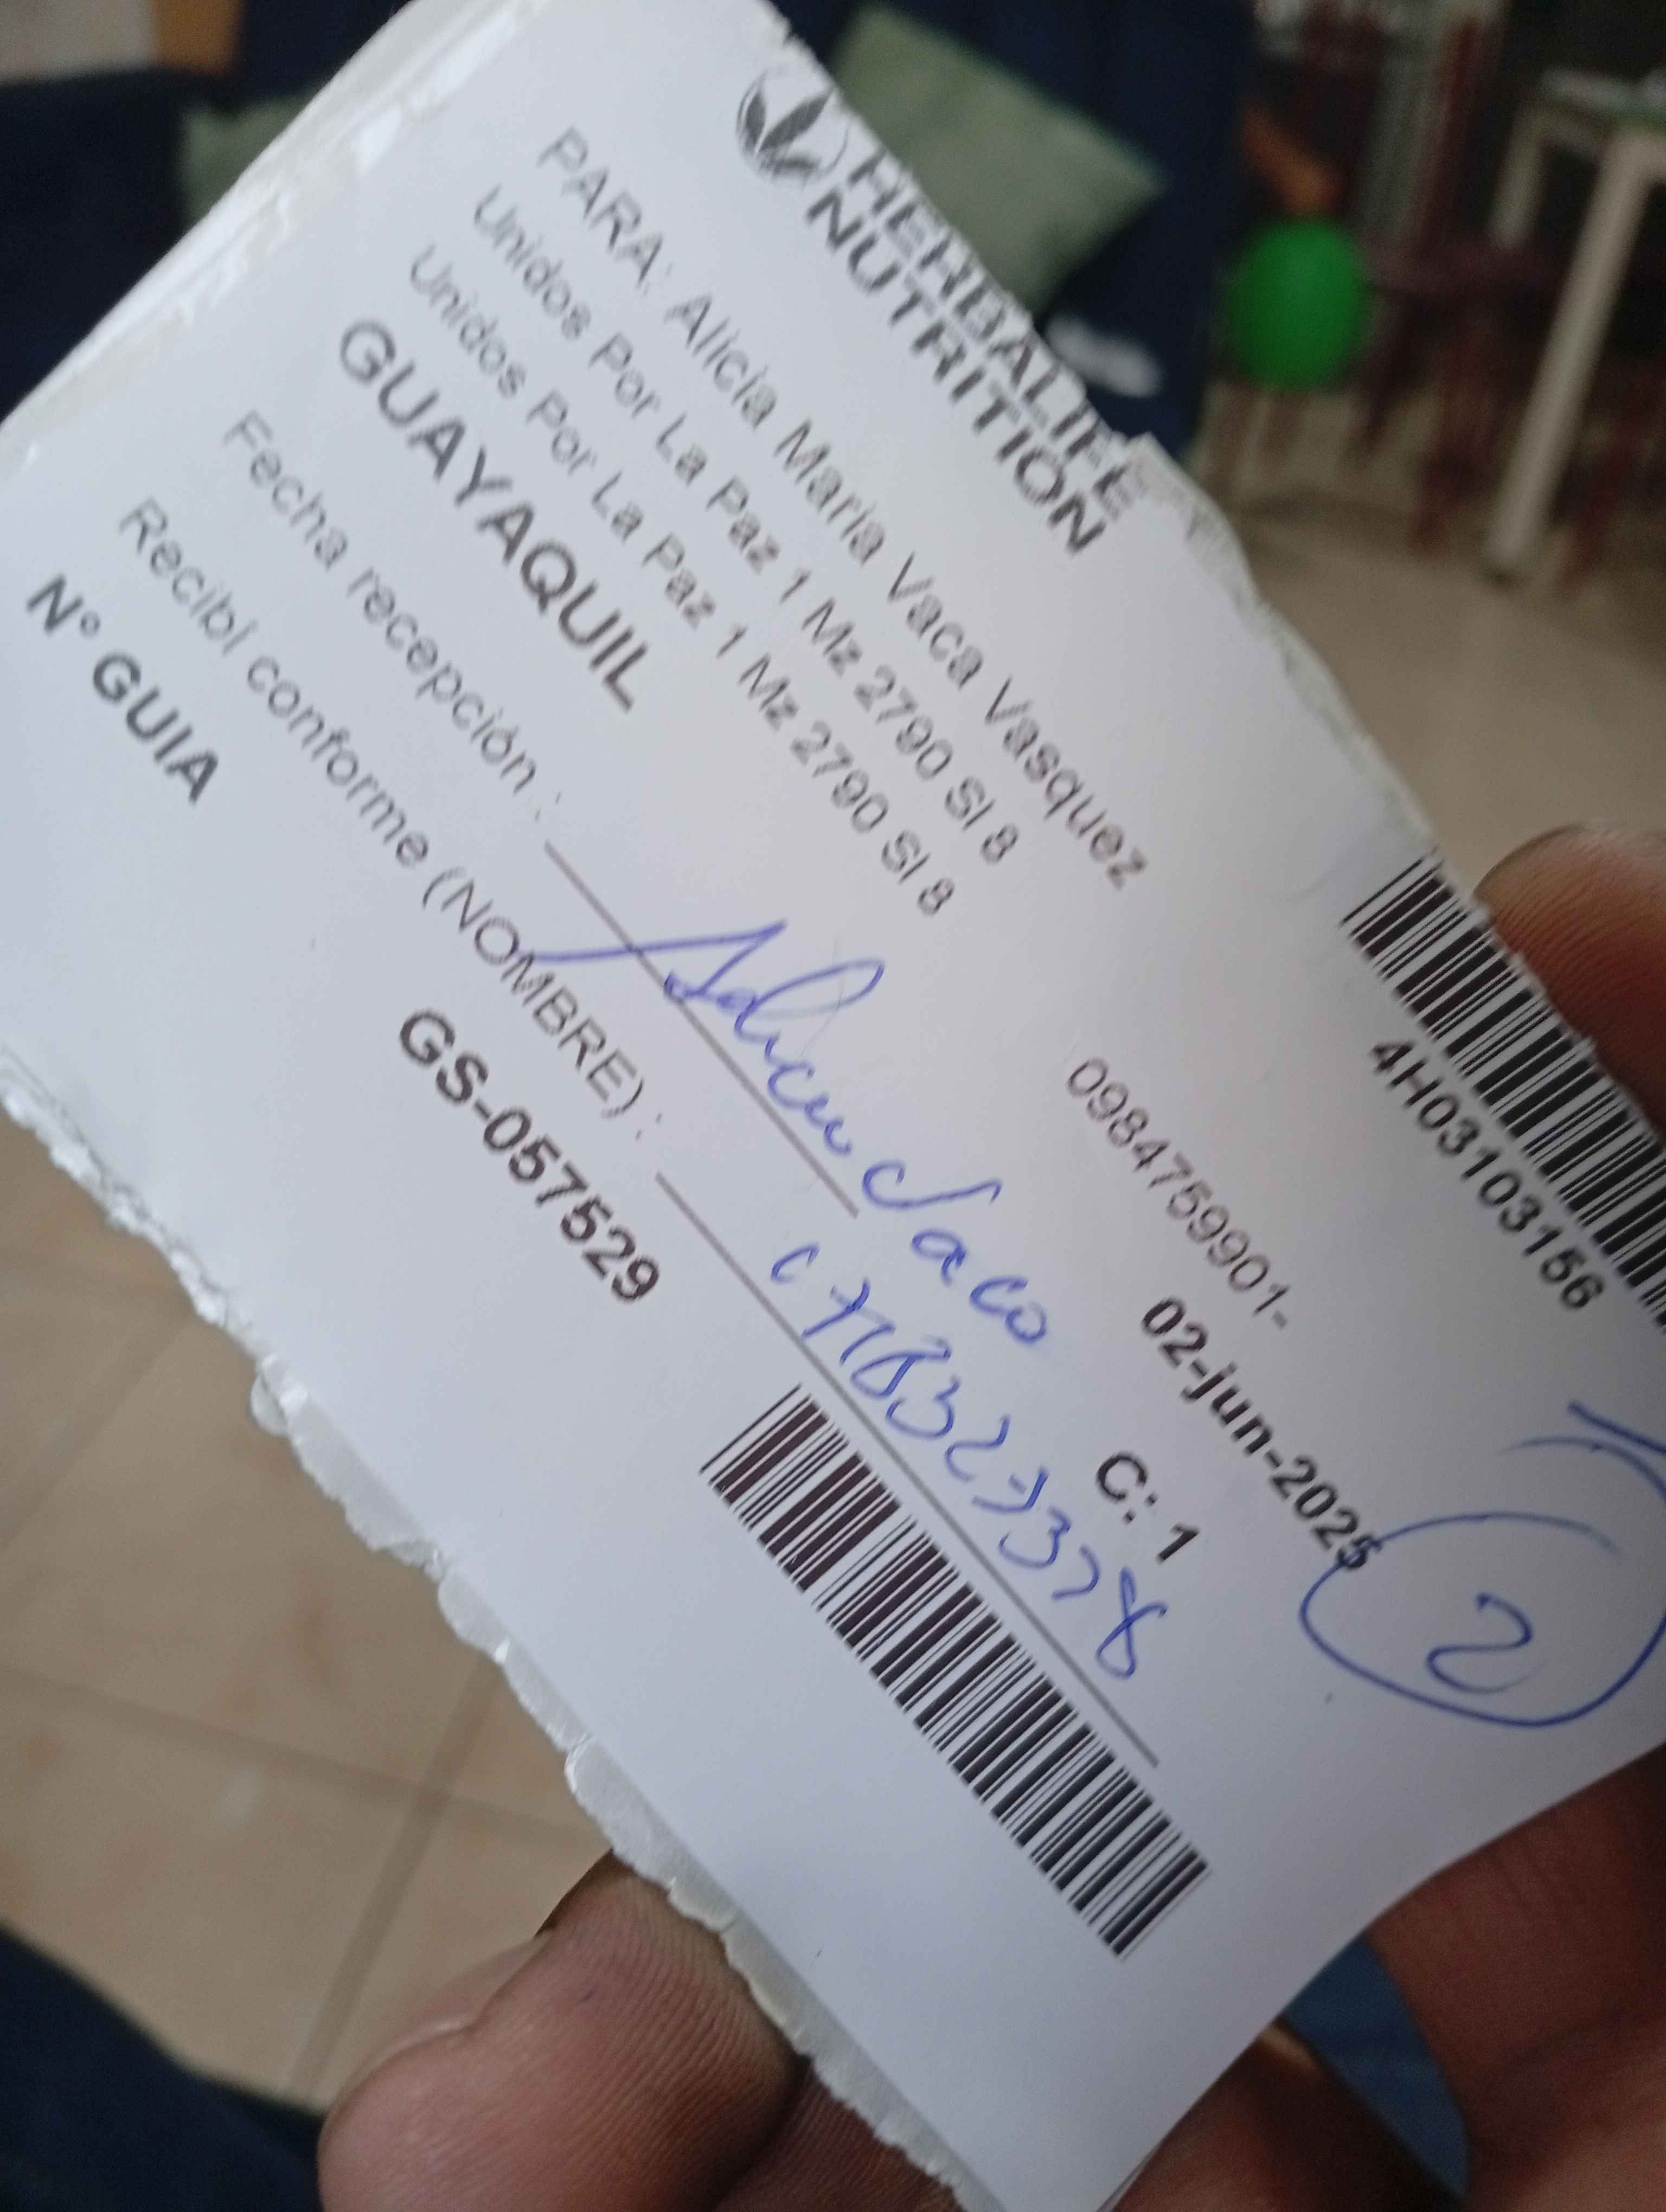 HERBALIFE
NUTRITION
4H03103156
PARA: Alicia Maria Vaca Vasquez
Unidos Por La Paz 1 Mz 2790 Sl 8
Unidos Por La Paz 1 Mz 2790 Sl 8
0984759901-
GUAYAQUIL
02-jun-2025
2
Fecha recepción :
C: 1
Recibí conforme (NOMBRE) :
N° GUIA
GS-057529